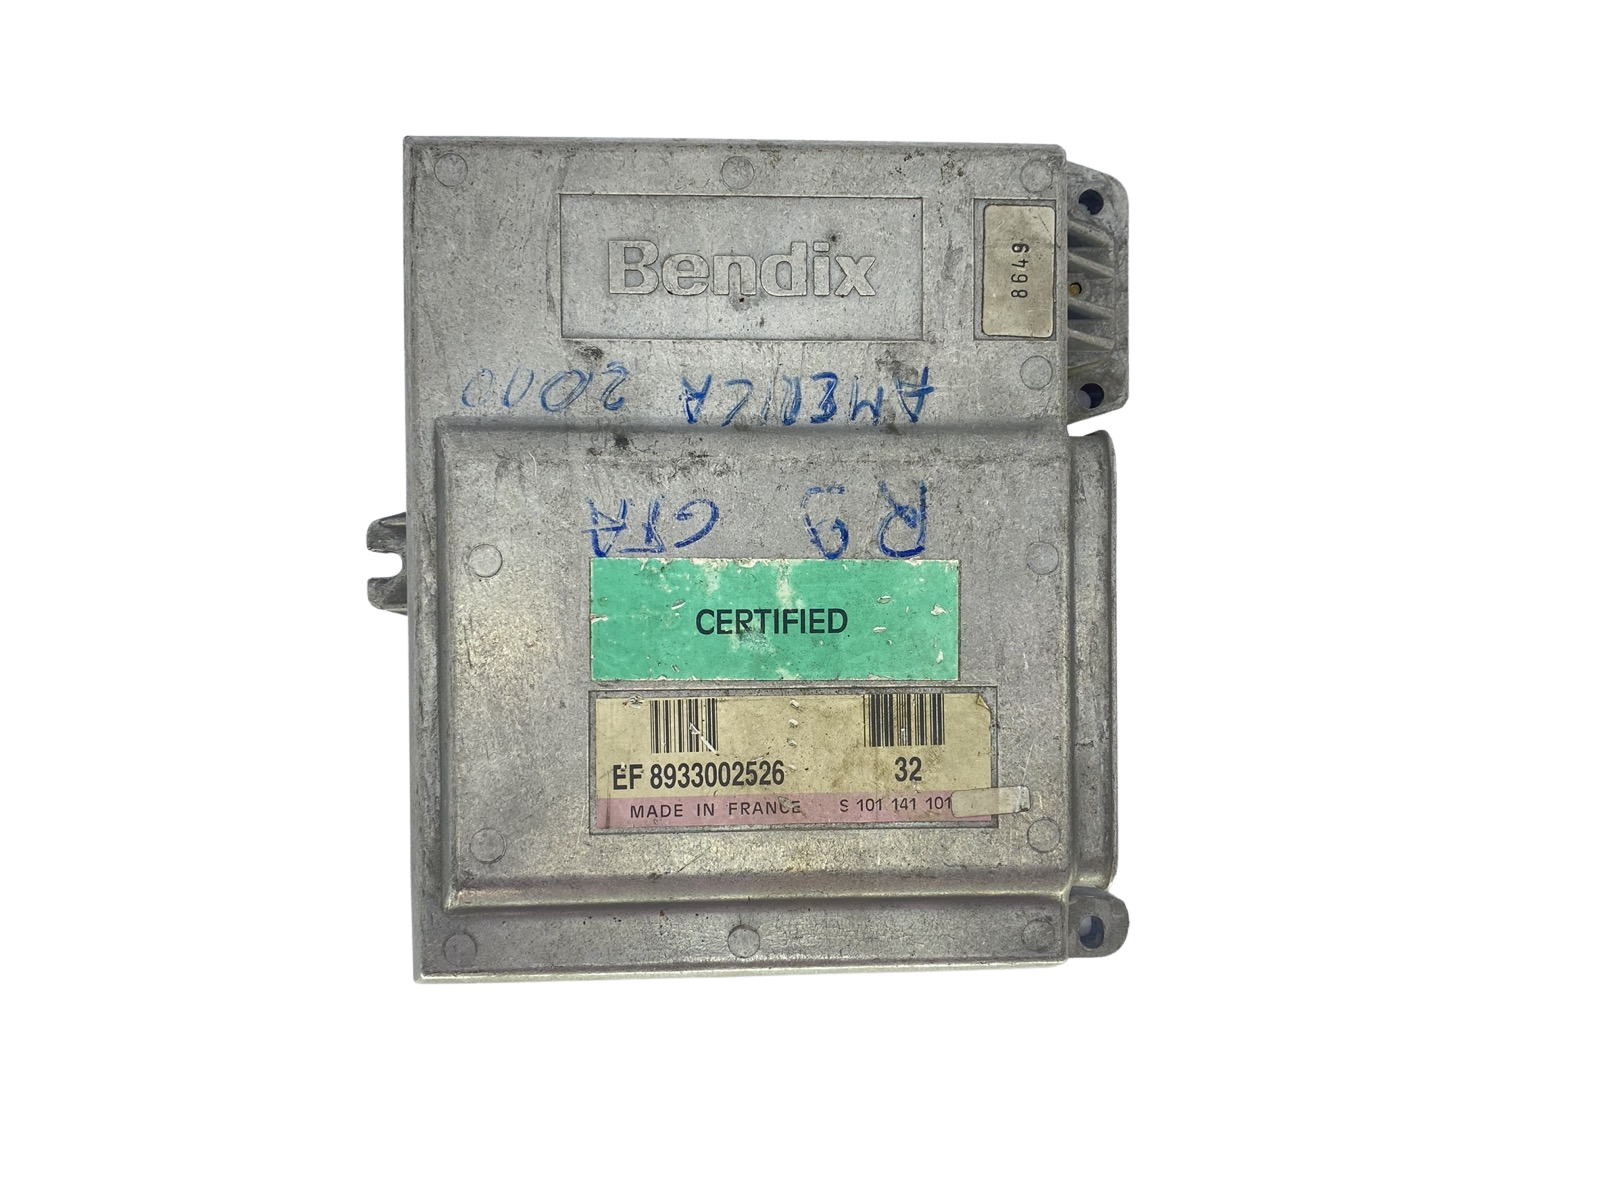 Bendix
8649
AMERICA 2000
R9 GTA
CERTIFIED
EF 8933002526 32
MADE IN FRANCE S 101 141 101